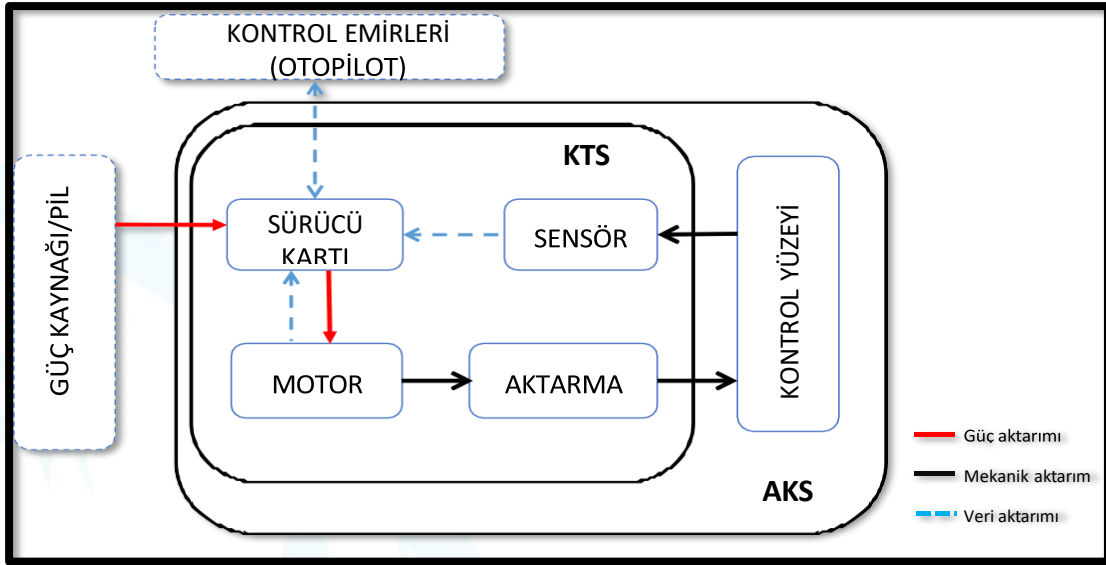 KONTROL EMİRLERİ
(OTOPİLOT)
KTS
GÜÇ KAYNAĞI/PİL
SÜRÜCÜ
KARTI
SENSÖR
KONTROL YÜZEYİ
MOTOR
AKTARMA
AKS
Güç aktarımı
Mekanik aktarım
Veri aktarımı